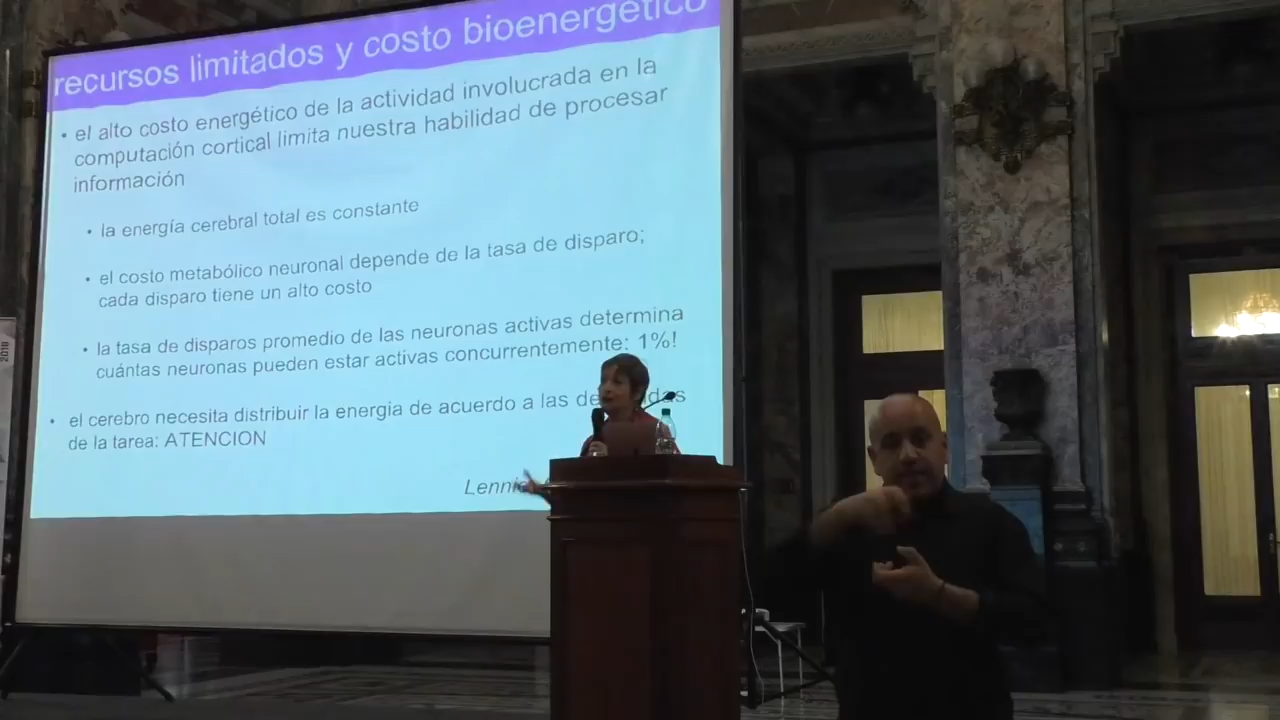 recursos limitados y costo bioenergético
• el alto costo energético de la actividad involucrada en la
computación cortical limita nuestra habilidad de procesar
información
• la energía cerebral total es constante
• el costo metabólico neuronal depende de la tasa de disparo;
cada disparo tiene un alto costo
• la tasa de disparos promedio de las neuronas activas determina
cuántas neuronas pueden estar activas concurrentemente: 1%!
• el cerebro necesita distribuir la energia de acuerdo a las
de la tarea: ATENCION
2018